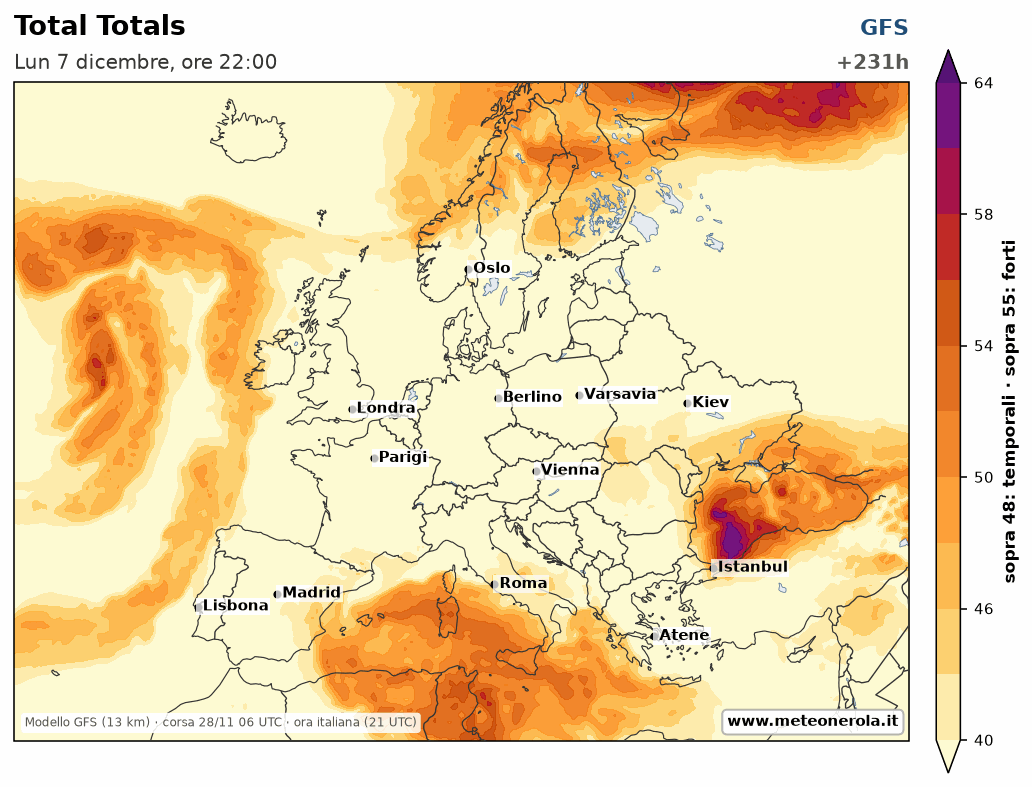 Total Totals
GFS
Lun 7 dicembre, ore 22:00
+231h
64
58
54
50
46
40
sopra 48: temporali · sopra 55: forti
Oslo
Berlino
Varsavia
Kiev
Londra
Parigi
Vienna
Istanbul
Roma
Madrid
Lisbona
Atene
Modello GFS (13 km) · corsa 28/11 06 UTC · ora italiana (21 UTC)
www.meteonerola.it